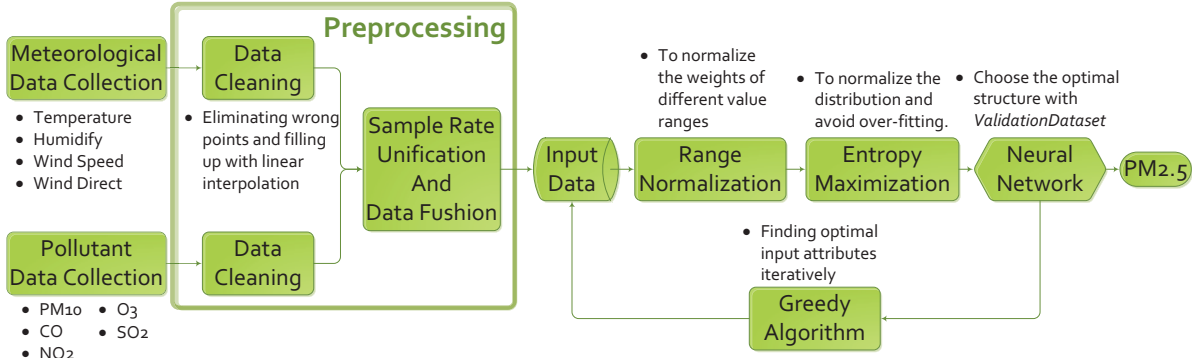 Preprocessing
Meteorological
Data Collection
• Temperature
• Humidify
• Wind Speed
• Wind Direct
Data
Cleaning
• Eliminating wrong
points and filling
up with linear
interpolation
Pollutant
Data Collection
• PM10
• CO
• NO2
• O3
• SO2
Data
Cleaning
Sample Rate
Unification
And
Data Fushion
Input
Data
• To normalize
the weights of
different value
ranges
Range
Normalization
• To normalize the
distribution and
avoid over-fitting.
Entropy
Maximization
• Choose the optimal
structure with
ValidationDataset
Neural
Network
PM2.5
• Finding optimal
input attributes
iteratively
Greedy
Algorithm